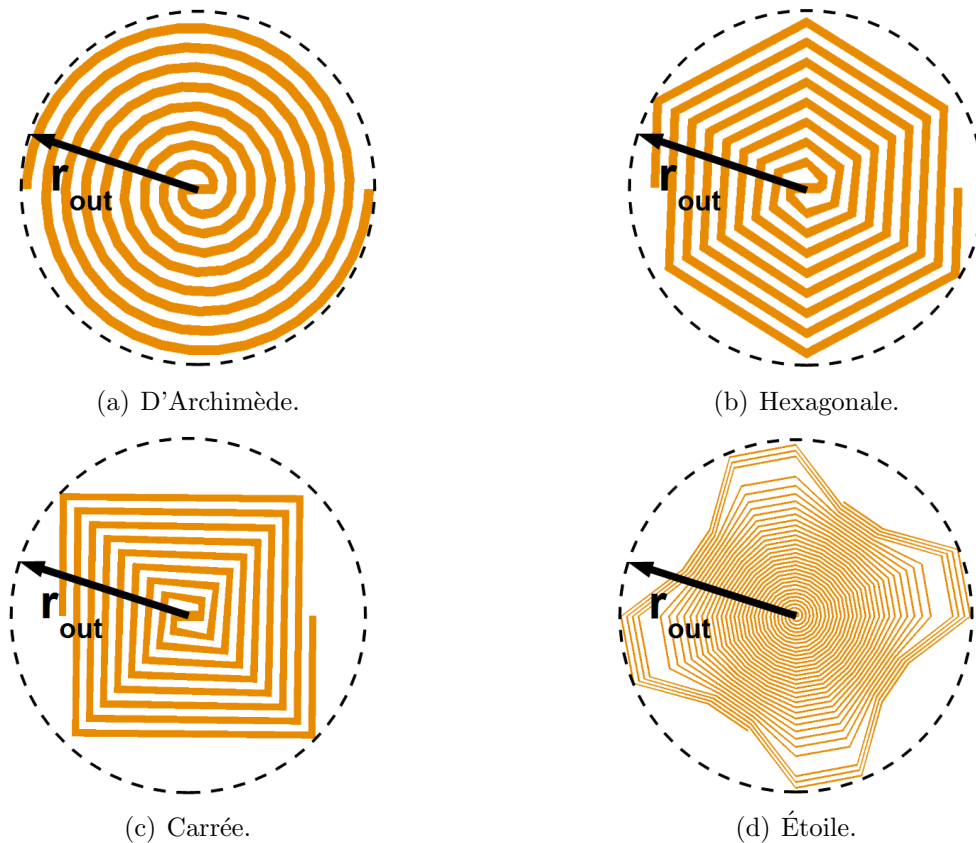 r out
r out
(a) D'Archimède.
(b) Hexagonale.
r out
r out
(c) Carrée.
(d) Étoile.